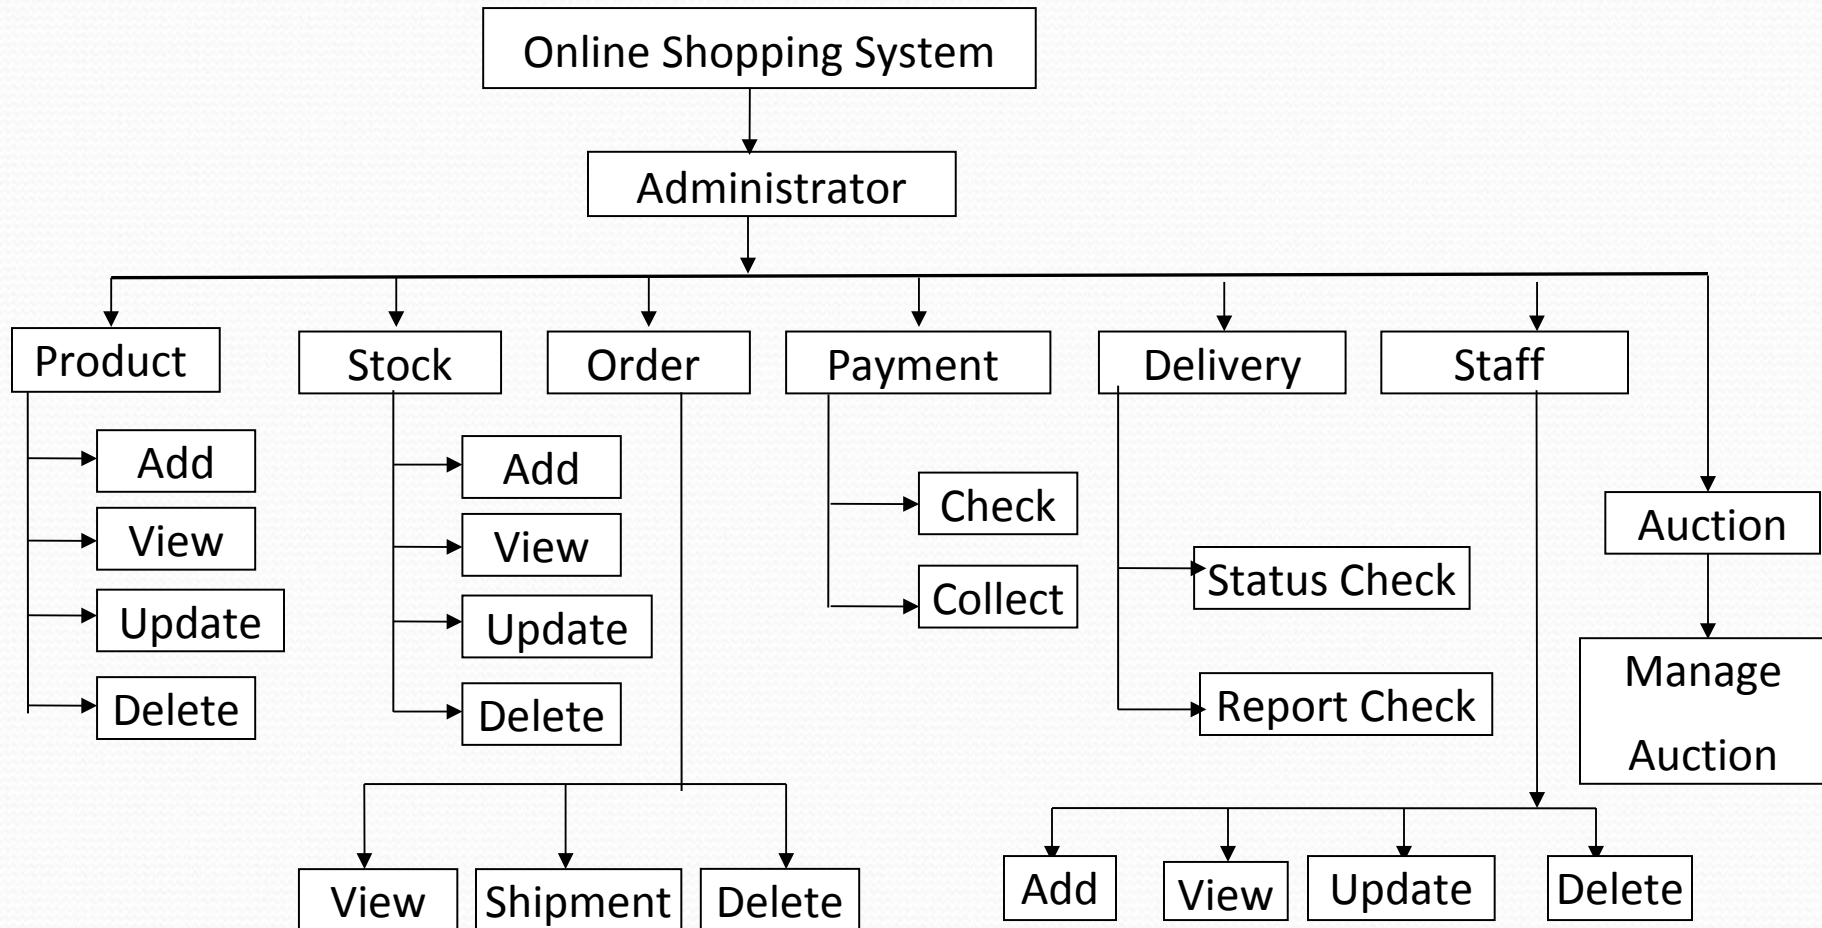 Online Shopping System
Administrator
Product
Stock
Order
Payment
Delivery
Staff
Add
View
Update
Delete
Add
View
Update
Delete
Check
Collect
Status Check
Report Check
Auction
Manage
Auction
View
Shipment
Delete
Add
View
Update
Delete